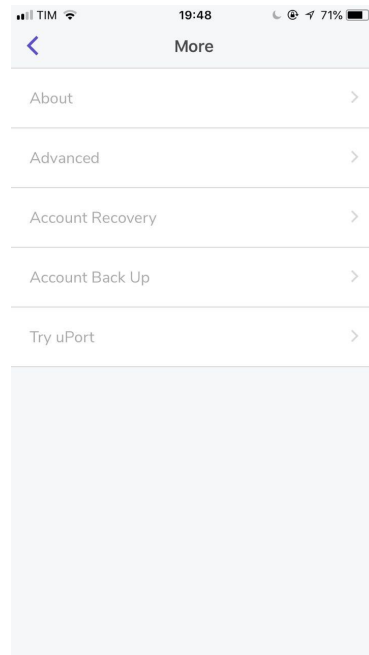 TIM 19:48 71%
More
About
Advanced
Account Recovery
Account Back Up
Try uPort